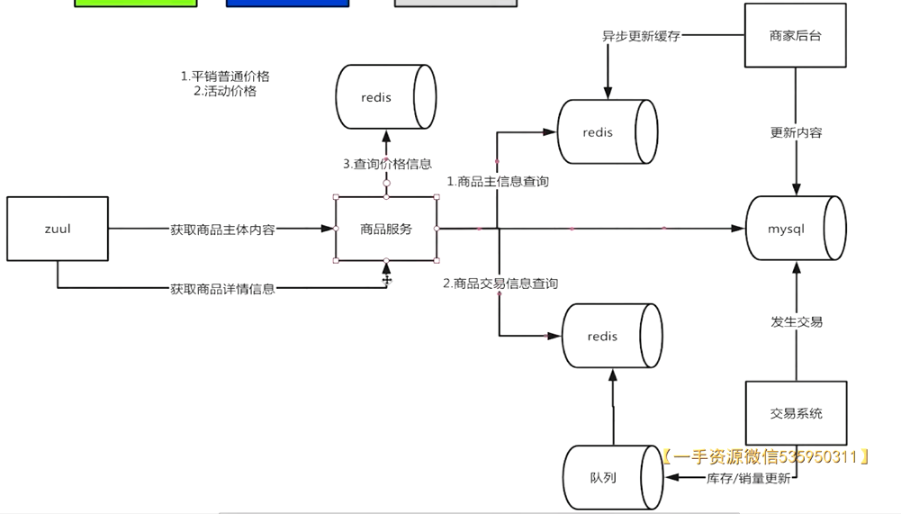 异步更新缓存
商家后台
1.平销普通价格
2.活动价格
redis
redis
更新内容
3.查询价格信息
1.商品主信息查询
zuul
获取商品主体内容
商品服务
mysql
获取商品详情信息
2.商品交易信息查询
发生交易
redis
交易系统
【一手资源微信535950311】
队列
库存/销量更新